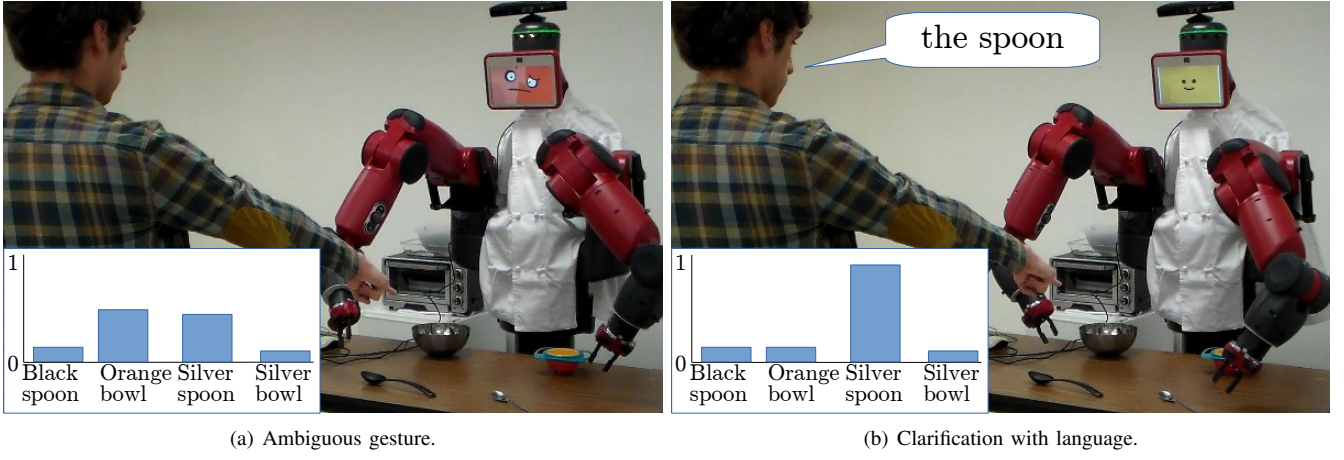 the spoon
1
0
Black
spoon
Orange
bowl
Silver
spoon
Silver
bowl
1
0
Black
spoon
Orange
bowl
Silver
spoon
Silver
bowl
(a) Ambiguous gesture.
(b) Clarification with language.